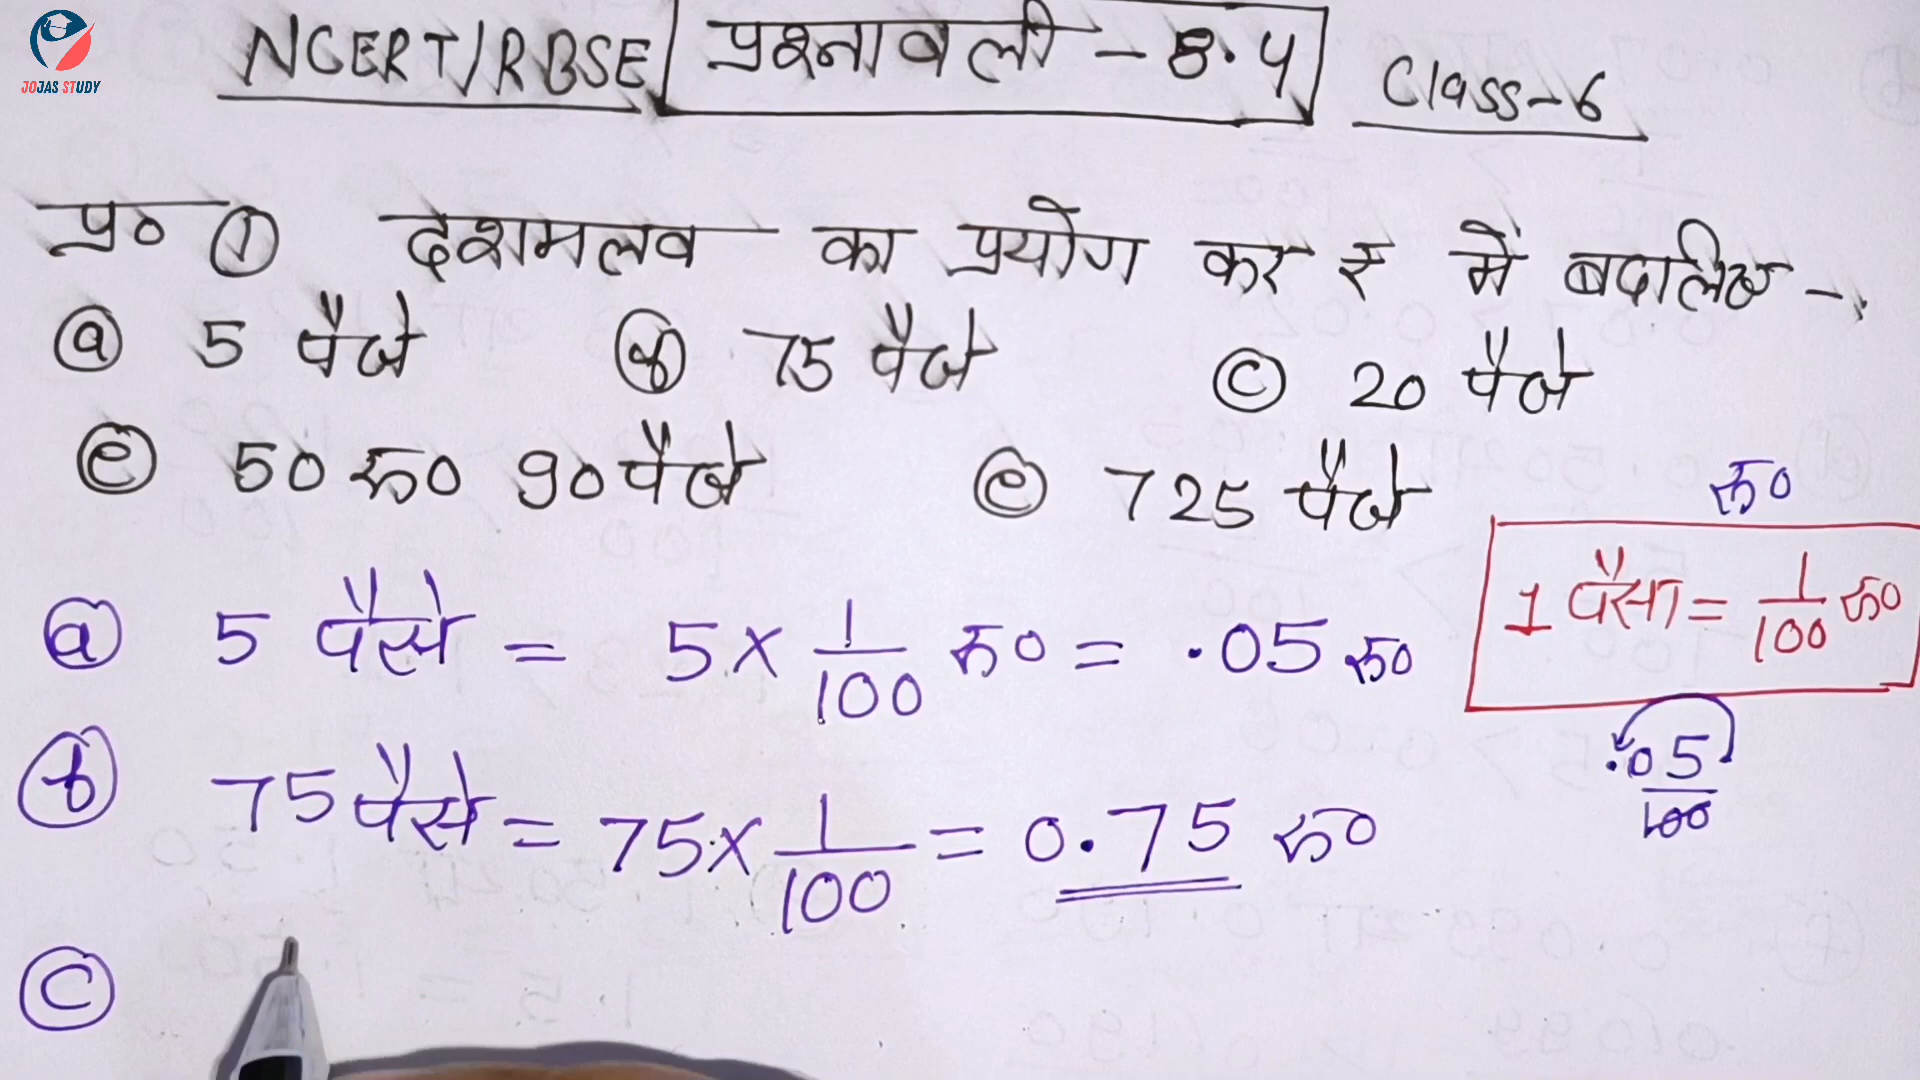 JOJAS STUDY
NCERT/RBSE प्रश्नावली - 8.4 Class-6
प्र० ① दशमलव का प्रयोग कर ₹ में बदलिए -
ⓐ 5 पैसे ⓑ 75 पैसे ⓒ 20 पैसे
ⓔ 50 रू० 90 पैसे ⓔ 725 पैसे
रू०
1 पैसा = 1/100 रू०
ⓐ 5 पैसे = 5 × 1/100 रू० = .05 रू०
.05/100
ⓑ 75 पैसे = 75 × 1/100 = 0.75 रू०
ⓒ